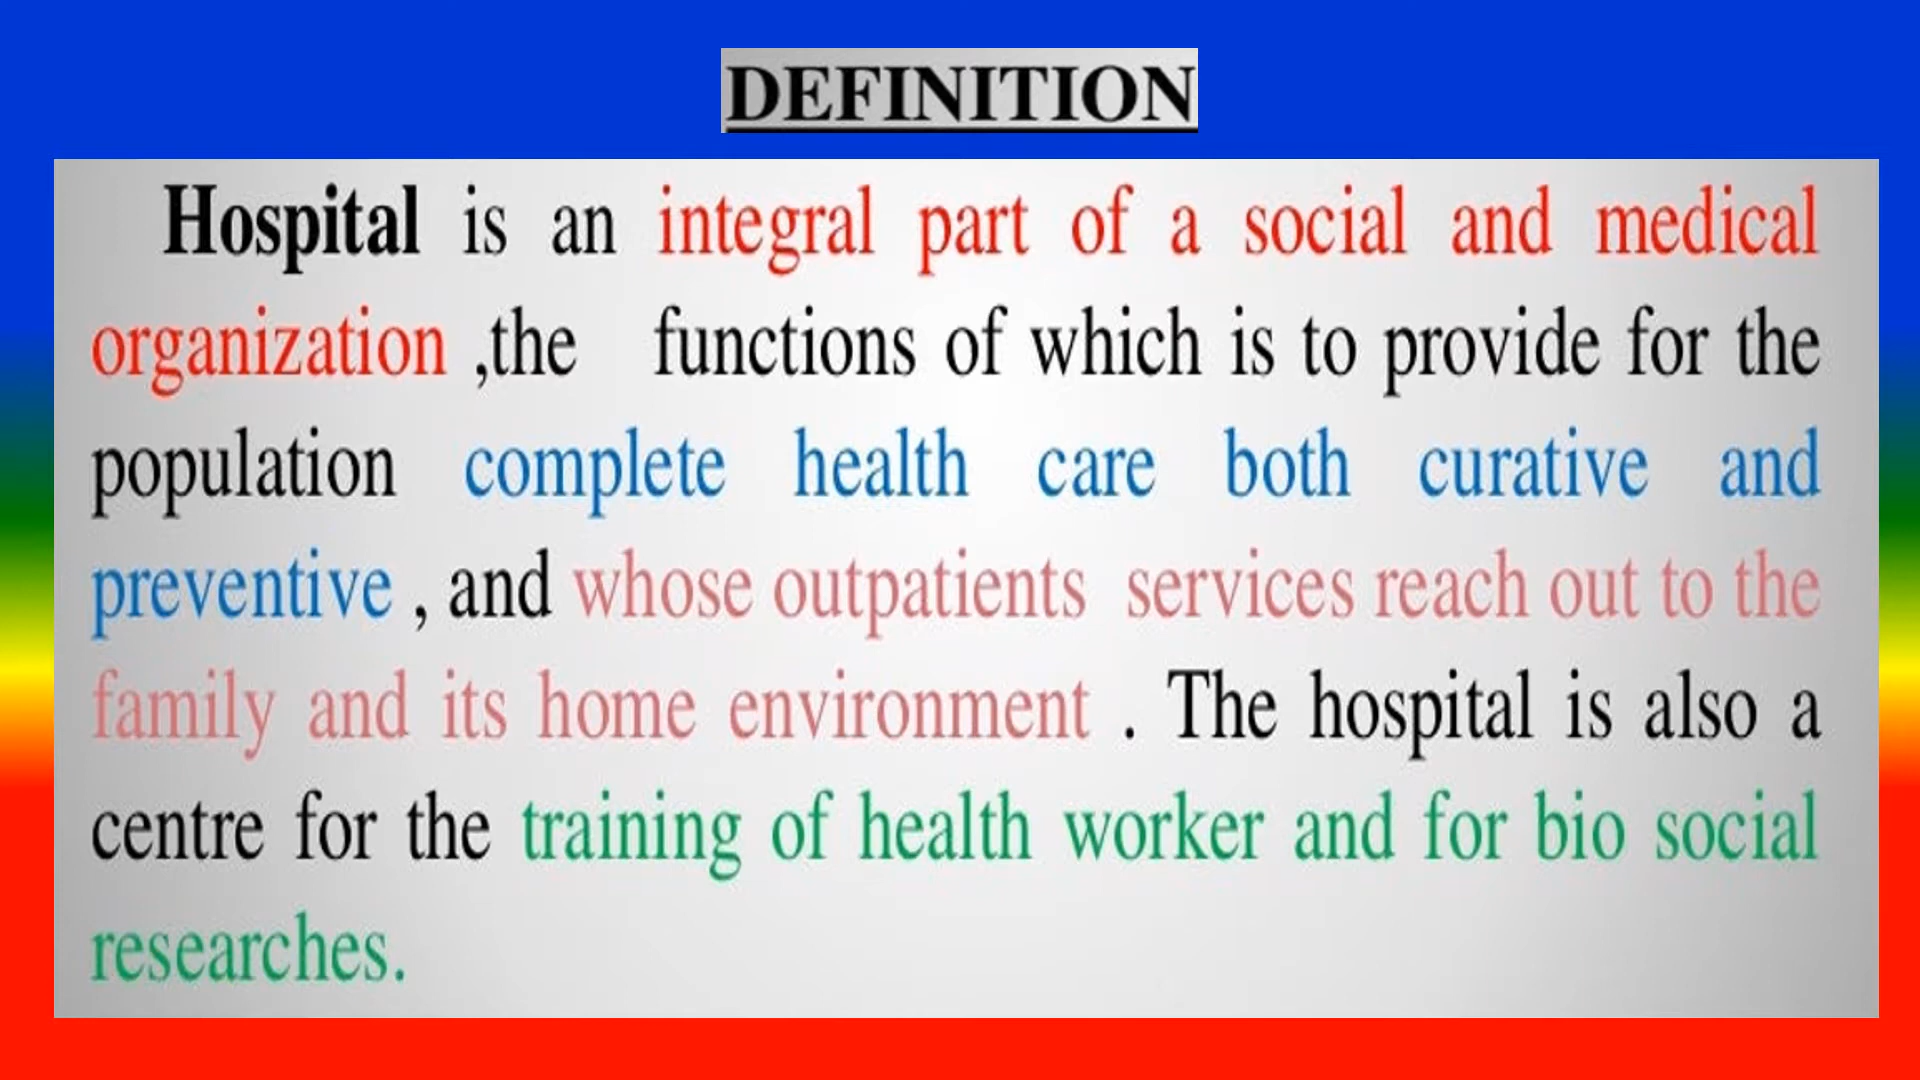 DEFINITION
Hospital is an integral part of a social and medical
organization ,the functions of which is to provide for the
population complete health care both curative and
preventive , and whose outpatients services reach out to the
family and its home environment . The hospital is also a
centre for the training of health worker and for bio social
researches.